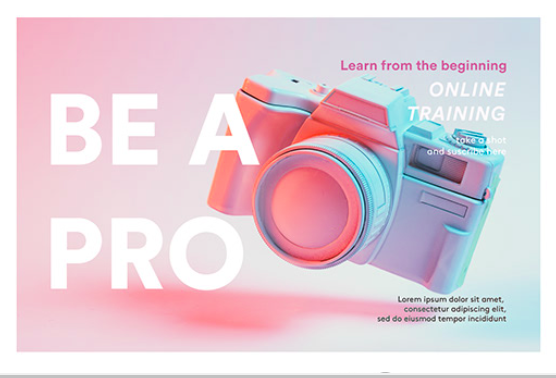 BE A
PRO
Learn from the beginning
ONLINE
TRAINING
take a shot
and suscribe here
Lorem ipsum dolor sit amet,
consectetur adipiscing elit,
sed do eiusmod tempor incididunt